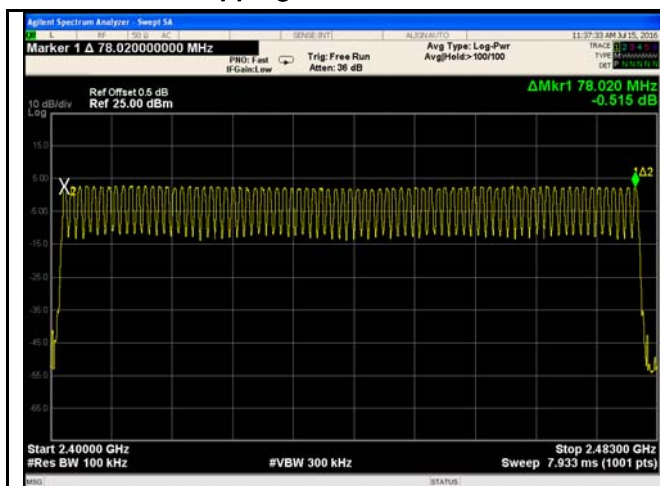 Agilent Spectrum Analyzer - Swept SA
L RF 50 Ω AC SENSE:INT ALIGN AUTO 11:37:33 AM Jul 15, 2016
Marker 1 Δ 78.020000000 MHz
PNO: Fast
IFGain:Low
Trig: Free Run
Atten: 36 dB
Avg Type: Log-Pwr
Avg|Hold:>100/100
TRACE 1 2 3 4 5 6
TYPE
DET P N N N N N
Ref Offset 0.5 dB
10 dB/div Ref 25.00 dBm
Log
ΔMkr1 78.020 MHz
-0.515 dB
15.0
5.00
X2
1Δ2
-5.00
-15.0
-25.0
-35.0
-45.0
-55.0
-65.0
Start 2.40000 GHz
Stop 2.48300 GHz
#Res BW 100 kHz
#VBW 300 kHz
Sweep 7.933 ms (1001 pts)
MSG
STATUS